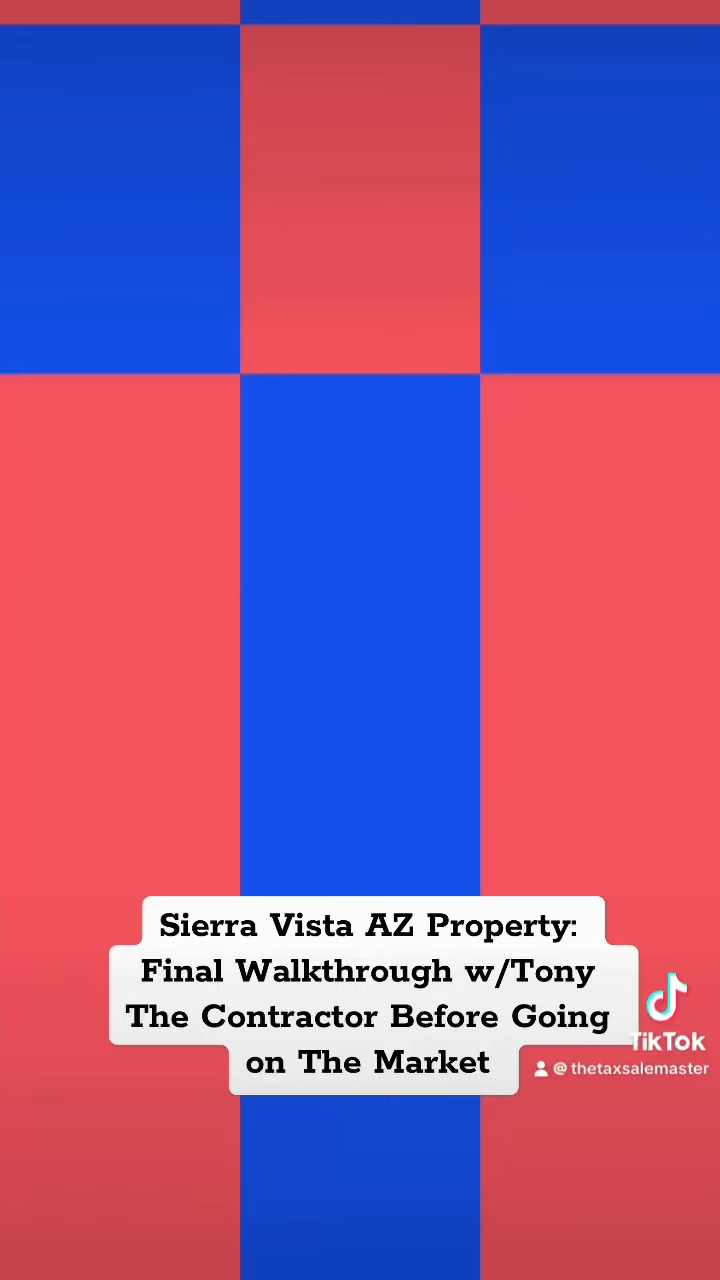 Sierra Vista AZ Property:
Final Walkthrough w/Tony
The Contractor Before Going
on The Market
TikTok
@thetaxsalemaster